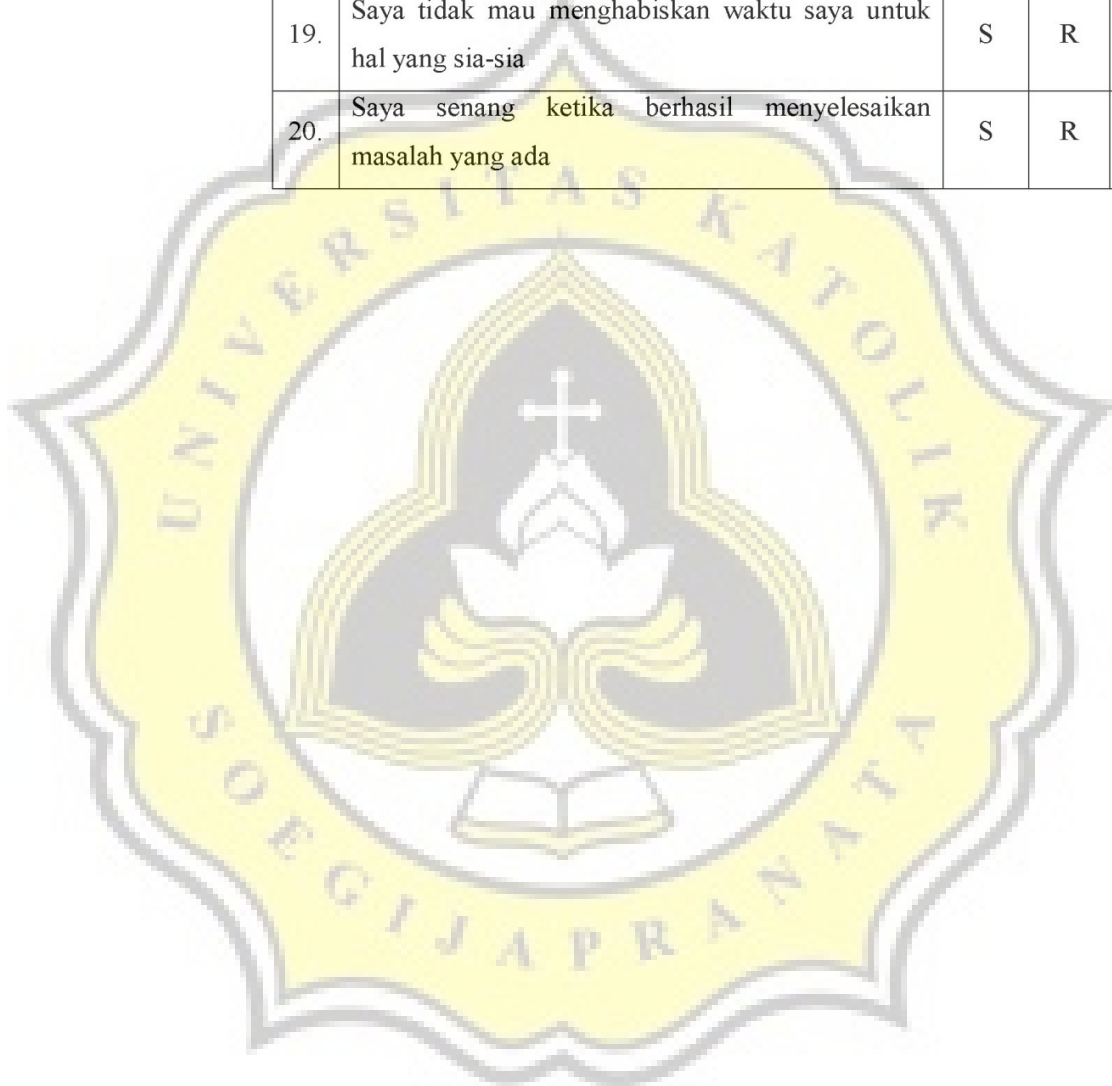 19. Saya tidak mau menghabiskan waktu saya untuk hal yang sia-sia S R
20. Saya senang ketika berhasil menyelesaikan masalah yang ada S R
UNIVERSITAS KATOLIK
SOEGIJAPRANATA